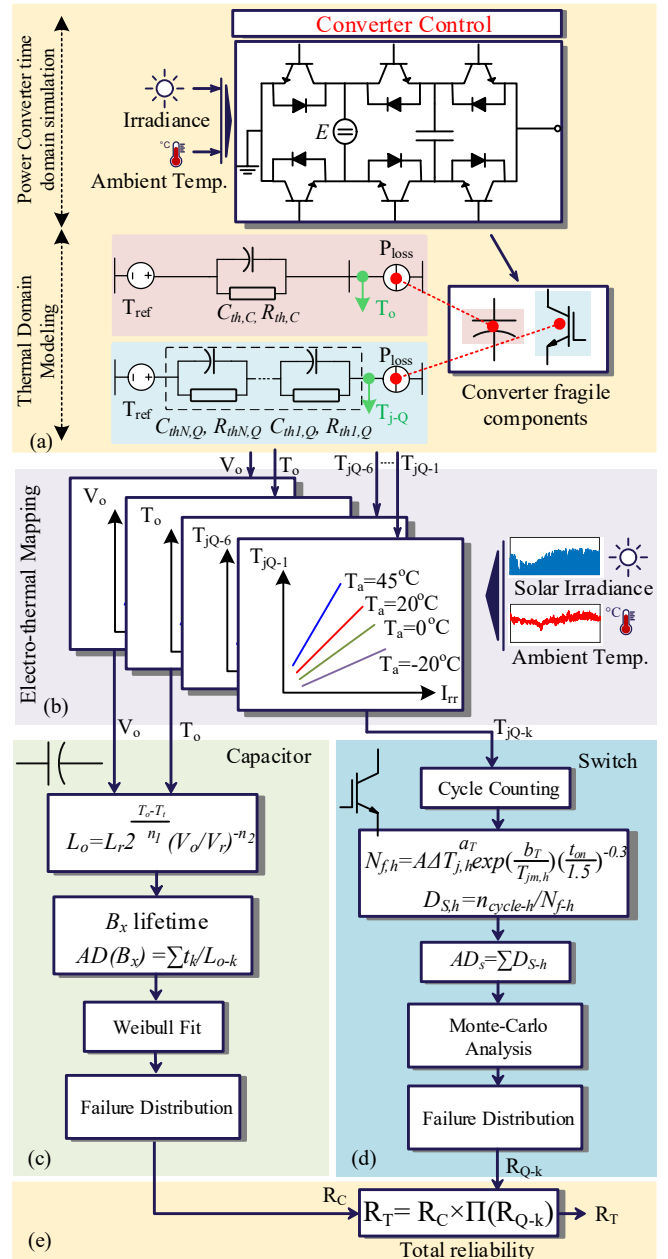 Converter Control
Power Converter time
domain simulation
Irradiance
°C
Ambient Temp.
E
Thermal Domain
Modeling
T_ref
C_th,C, R_th,C
P_loss
T_o
T_ref
C_thN,Q, R_thN,Q C_th1,Q, R_th1,Q
P_loss
T_j-Q
Converter fragile
components
(a)
V_o T_o T_jQ-6 ..... T_jQ-1
Electro-thermal Mapping
V_o
T_o
T_jQ-6
T_jQ-1
T_a=45°C
T_a=20°C
T_a=0°C
T_a=-20°C
I_rr
Solar Irradiance
°C
Ambient Temp.
(b)
V_o T_o T_jQ-k
Capacitor
L_o=L_r2^((T_o-T_t)/n_1) (V_o/V_r)^(-n_2)
B_x lifetime
AD(B_x) =∑t_k/L_o-k
Weibull Fit
Failure Distribution
(c)
Switch
Cycle Counting
N_f,h=AΔT_j,h^(a_T) exp(b_T/T_jm,h)(t_on/1.5)^(-0.3)
D_S,h=n_cycle-h/N_f-h
AD_s=∑D_S-h
Monte-Carlo
Analysis
Failure Distribution
(d)
R_Q-k
R_C
R_T= R_C×Π(R_Q-k)
R_T
(e)
Total reliability